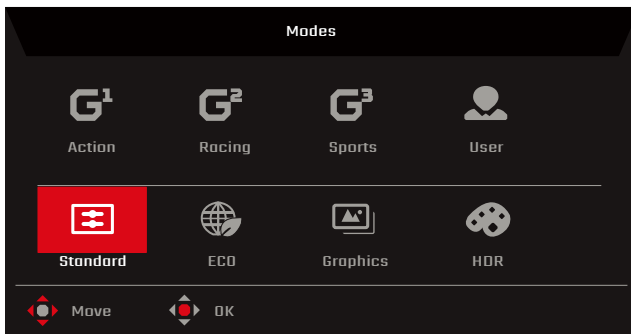 Modes
G1 G2 G3
Action Racing Sports User
Standard ECO Graphics HDR
Move OK